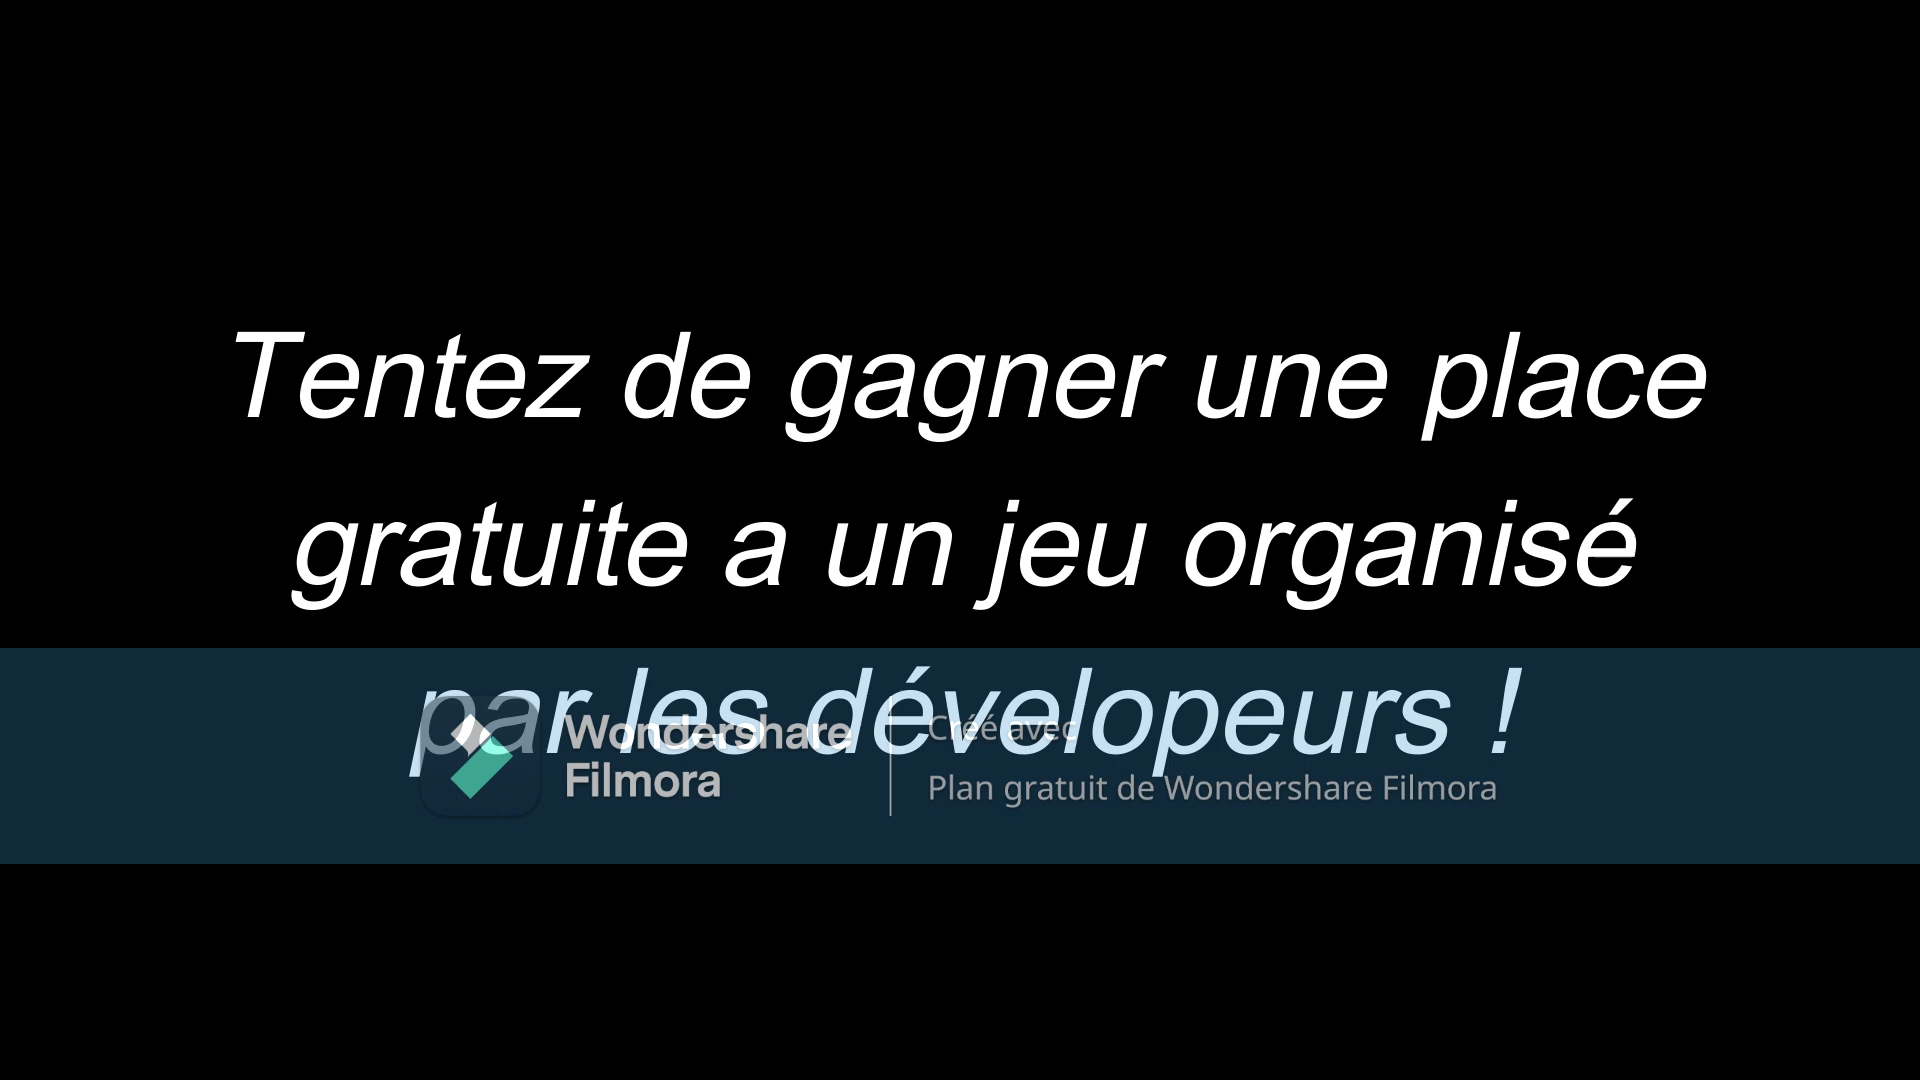 Tentez de gagner une place
gratuite a un jeu organisé
par les dévelopeurs !
Wondershare
Filmora
Créé avec
Plan gratuit de Wondershare Filmora